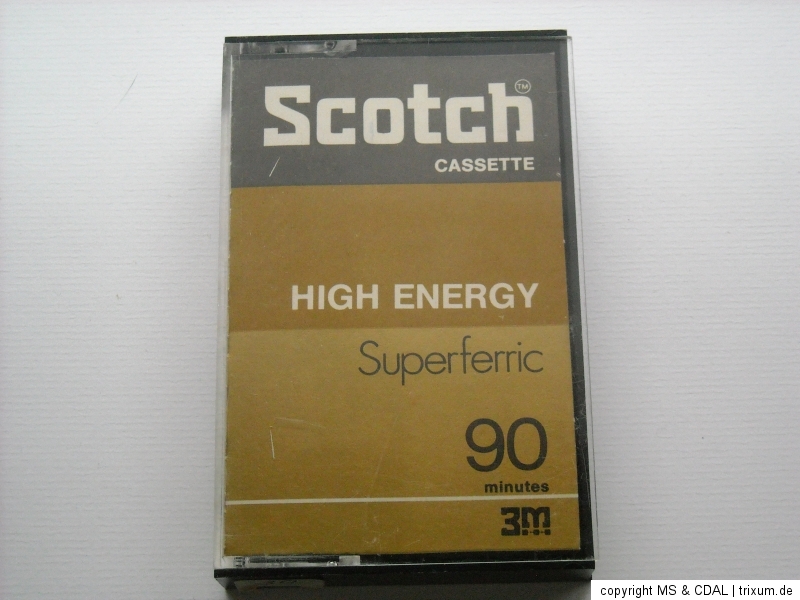 Scotch™
CASSETTE
HIGH ENERGY
Superferric
90
minutes
3M
copyright MS & CDAL | trixum.de